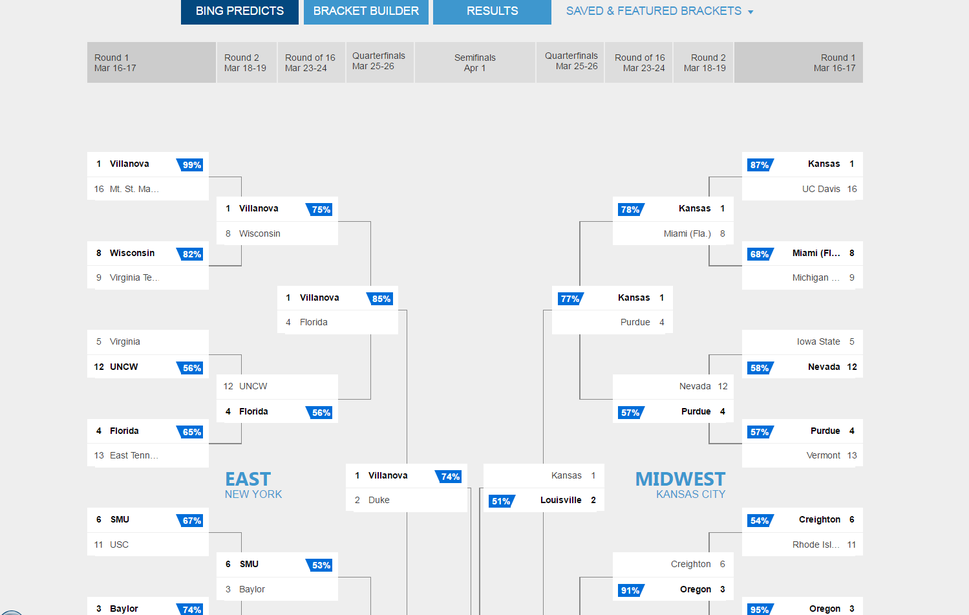 BING PREDICTS BRACKET BUILDER RESULTS SAVED & FEATURED BRACKETS
Round 1 Round 2 Round of 16 Quarterfinals Semifinals Quarterfinals Round of 16 Round 2 Round 1
Mar 16-17 Mar 18-19 Mar 23-24 Mar 25-26 Apr 1 Mar 25-26 Mar 23-24 Mar 18-19 Mar 16-17
1 Villanova 99% 87% Kansas 1
16 Mt. St. Ma... UC Davis 16
1 Villanova 75% 78% Kansas 1
8 Wisconsin Miami (Fla.) 8
8 Wisconsin 82% 68% Miami (Fl... 8
9 Virginia Te... Michigan ... 9
1 Villanova 85% 77% Kansas 1
4 Florida Purdue 4
5 Virginia Iowa State 5
12 UNCW 56% 58% Nevada 12
12 UNCW Nevada 12
4 Florida 56% 57% Purdue 4
4 Florida 65% 57% Purdue 4
13 East Tenn... Vermont 13
EAST 1 Villanova 74% Kansas 1 MIDWEST
NEW YORK 2 Duke 51% Louisville 2 KANSAS CITY
6 SMU 67% 54% Creighton 6
11 USC Rhode Isl... 11
6 SMU 53% Creighton 6
3 Baylor 91% Oregon 3
3 Baylor 74% 95% Oregon 3